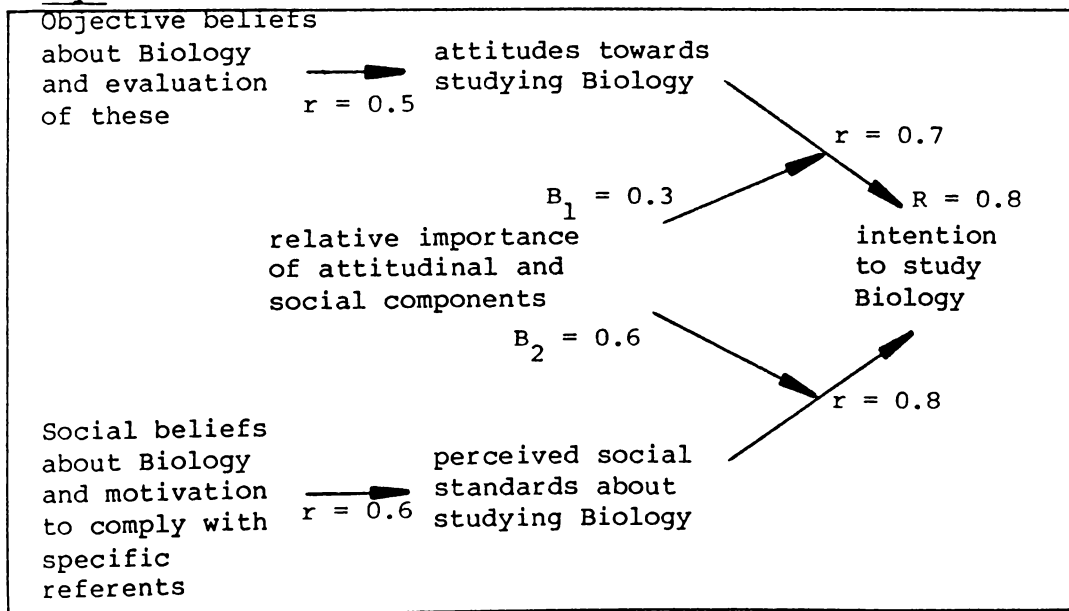 Objective beliefs
about Biology
and evaluation
of these
r = 0.5
attitudes towards
studying Biology
r = 0.7
B1 = 0.3
R = 0.8
relative importance
of attitudinal and
social components
intention
to study
Biology
B2 = 0.6
r = 0.8
Social beliefs
about Biology
and motivation
to comply with
specific
referents
r = 0.6
perceived social
standards about
studying Biology